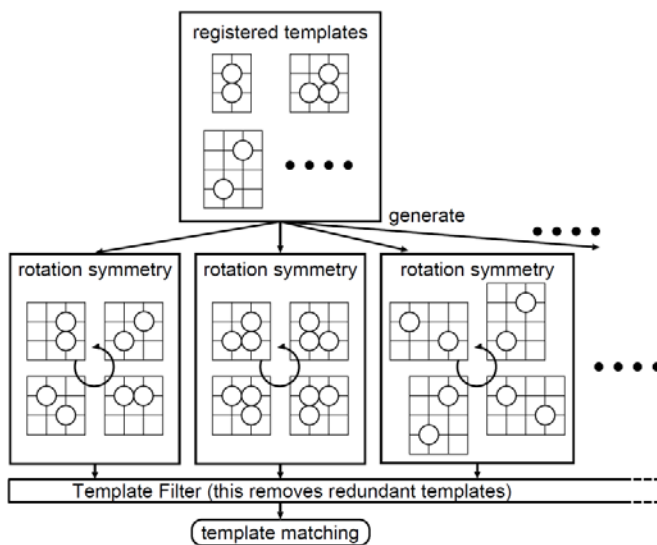 registered templates
generate
rotation symmetry
rotation symmetry
rotation symmetry
Template Filter (this removes redundant templates)
template matching